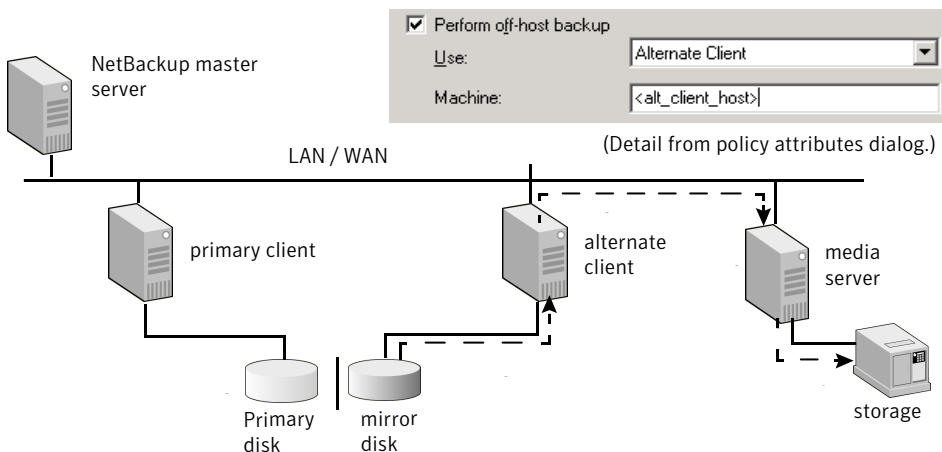 Perform off-host backup
Use:
Alternate Client
Machine:
<alt_client_host>
(Detail from policy attributes dialog.)
NetBackup master
server
LAN / WAN
primary client
alternate
client
media
server
Primary
disk
mirror
disk
storage